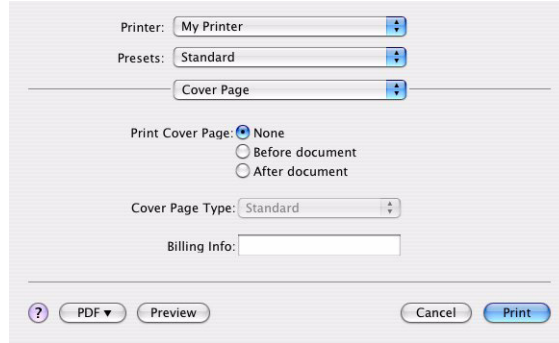 Printer: My Printer
Presets: Standard
Cover Page
Print Cover Page: None
Before document
After document
Cover Page Type: Standard
Billing Info:
? PDF ▼ Preview Cancel Print